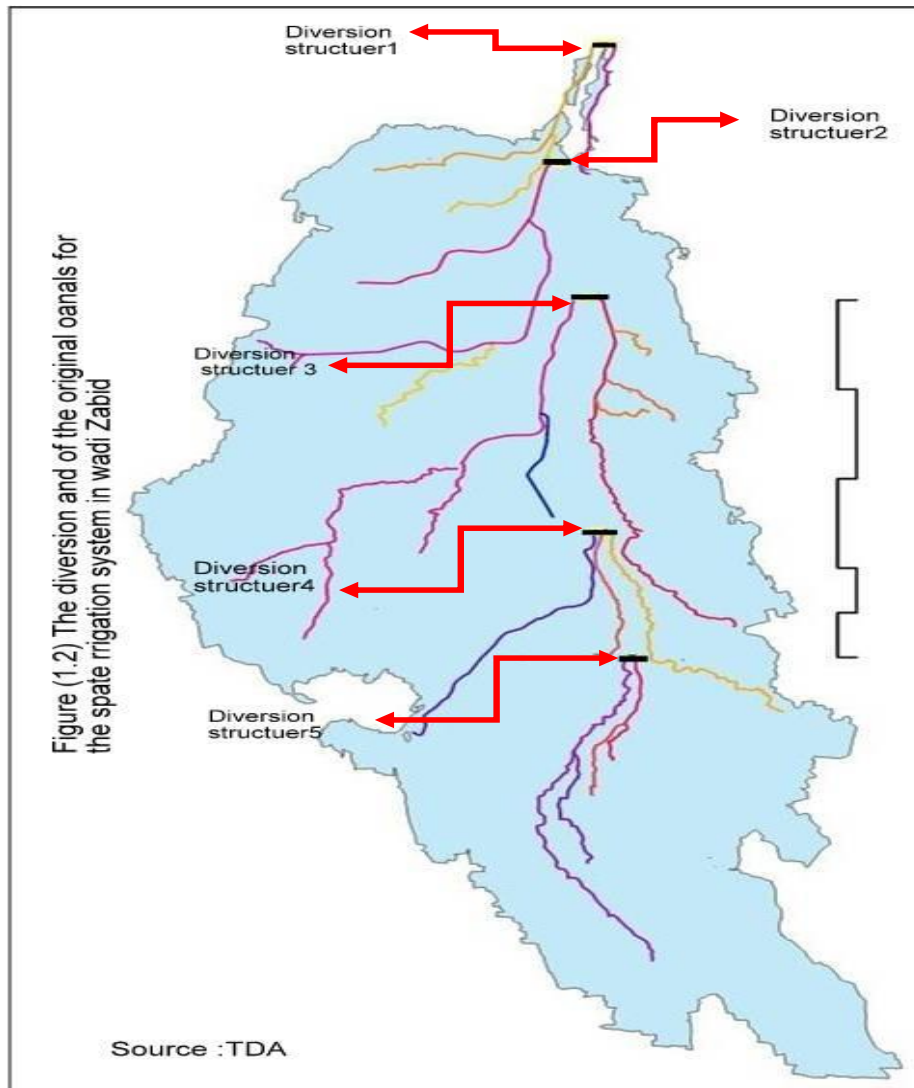 Diversion
structuer1
Diversion
structuer2
Figure (1.2) The diversion and of the original oanals for
the spate rrigation system in wadi Zabid
Diversion
structuer 3
Diversion
structuer4
Diversion
structuer5
Source :TDA